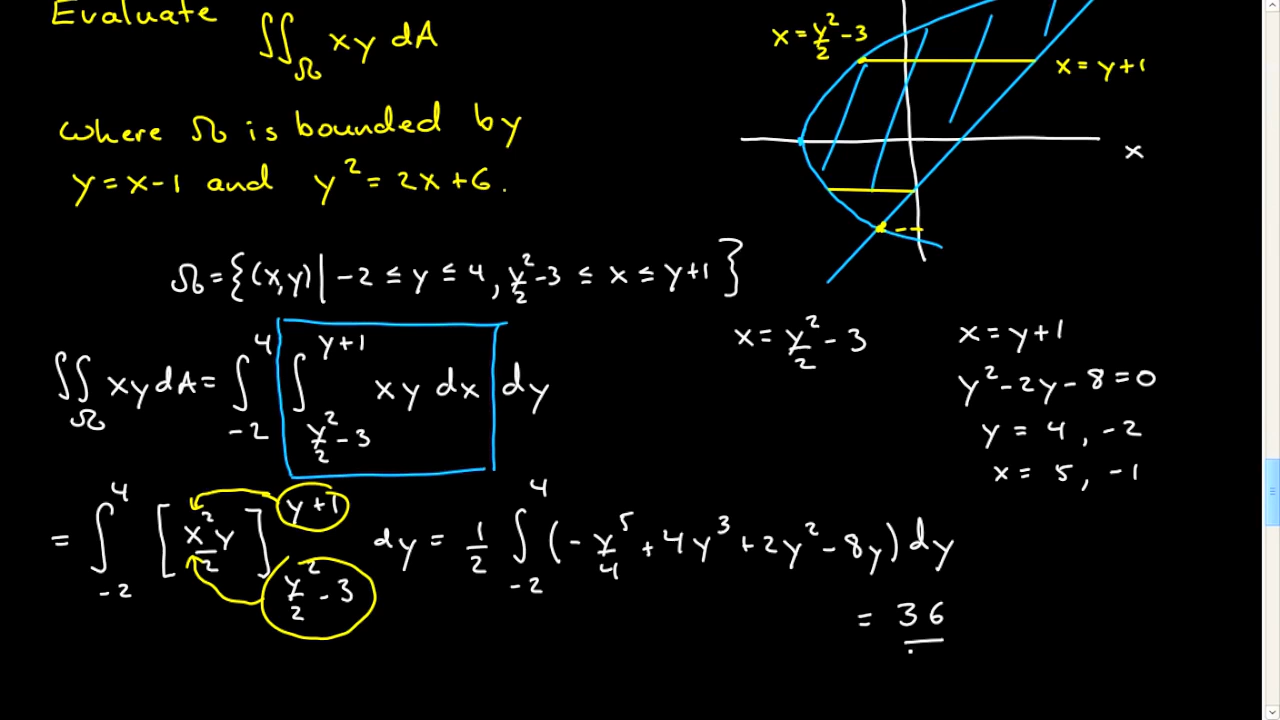 Evaluate ∬_Ω xy dA
where Ω is bounded by
y = x-1 and y² = 2x+6.
x = y²/2 -3
x = y+1
x
Ω = {(x,y) | -2 ≤ y ≤ 4, y²/2 -3 ≤ x ≤ y+1}
x = y²/2 - 3
x = y+1
y² - 2y - 8 = 0
y = 4, -2
x = 5, -1
∬_Ω xy dA = ∫_{-2}^{4} ∫_{y²/2 -3}^{y+1} xy dx dy
= ∫_{-2}^{4} [x²y/2]_{y²/2 - 3}^{y+1} dy = 1/2 ∫_{-2}^{4} (-y⁵/4 + 4y³ + 2y² - 8y) dy
= 36